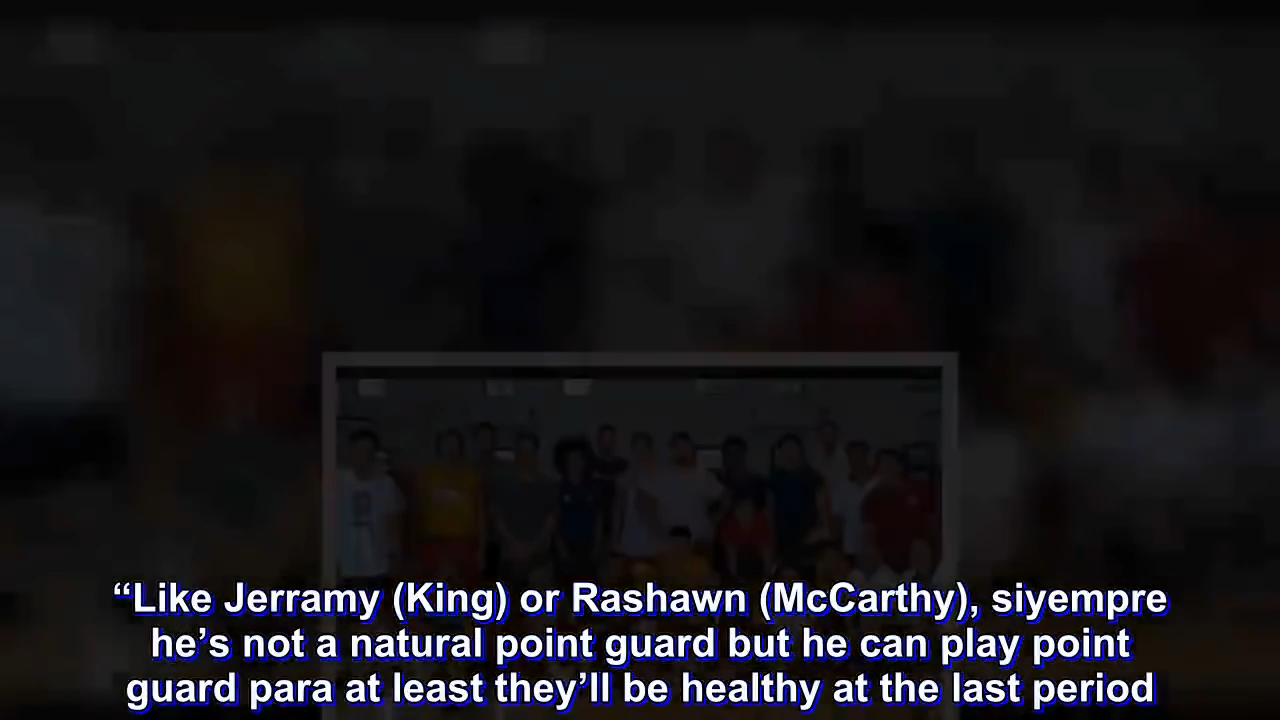 “Like Jerramy (King) or Rashawn (McCarthy), siyempre
he’s not a natural point guard but he can play point
guard para at least they’ll be healthy at the last period